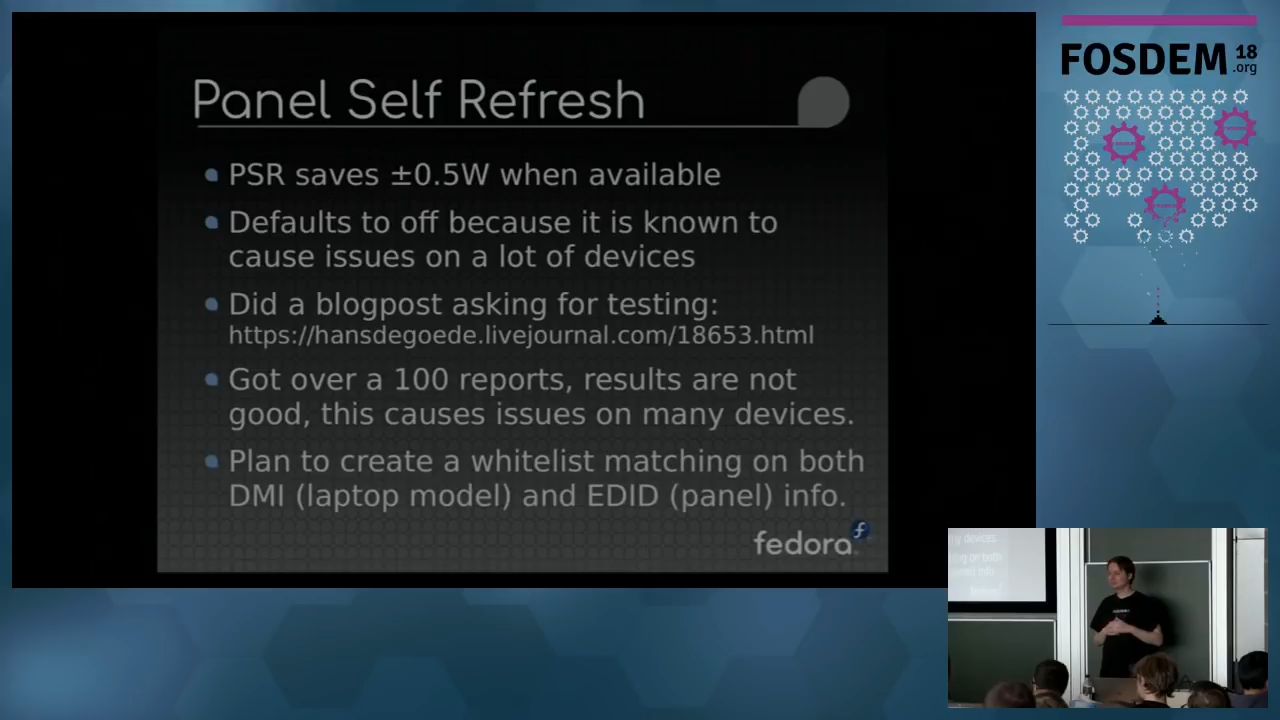 Panel Self Refresh
PSR saves ±0.5W when available
Defaults to off because it is known to
cause issues on a lot of devices
Did a blogpost asking for testing:
https://hansdegoede.livejournal.com/18653.html
Got over a 100 reports, results are not
good, this causes issues on many devices.
Plan to create a whitelist matching on both
DMI (laptop model) and EDID (panel) info.
fedora
FOSDEM 18
.org